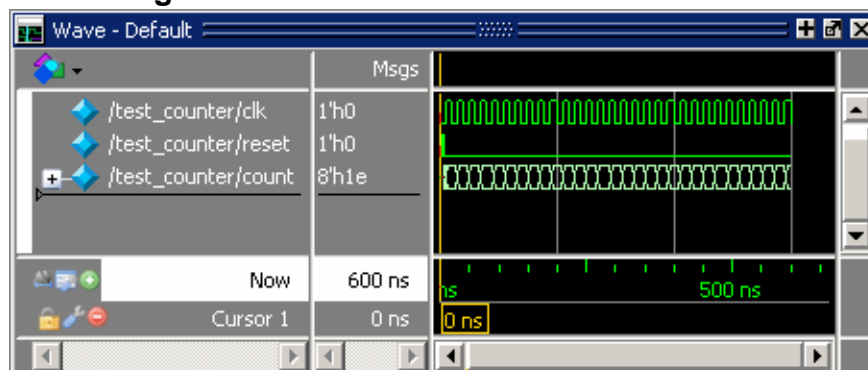 Wave - Default
Msgs
/test_counter/clk 1'h0
/test_counter/reset 1'h0
/test_counter/count 8'h1e
Now 600 ns ns 500 ns
Cursor 1 0 ns 0 ns